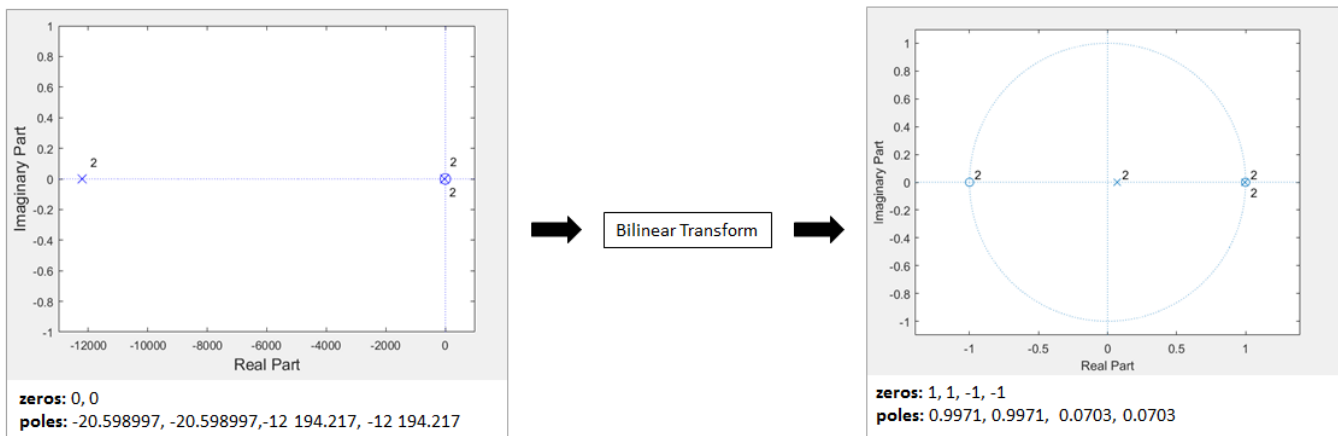 1
0.8
0.6
0.4
0.2
0
-0.2
-0.4
-0.6
-0.8
-1
Imaginary Part
2
2
2
-12000 -10000 -8000 -6000 -4000 -2000 0
Real Part
zeros: 0, 0
poles: -20.598997, -20.598997,-12 194.217, -12 194.217
Bilinear Transform
1
0.8
0.6
0.4
0.2
0
-0.2
-0.4
-0.6
-0.8
-1
Imaginary Part
2
2
2
2
-1 -0.5 0 0.5 1
Real Part
zeros: 1, 1, -1, -1
poles: 0.9971, 0.9971, 0.0703, 0.0703